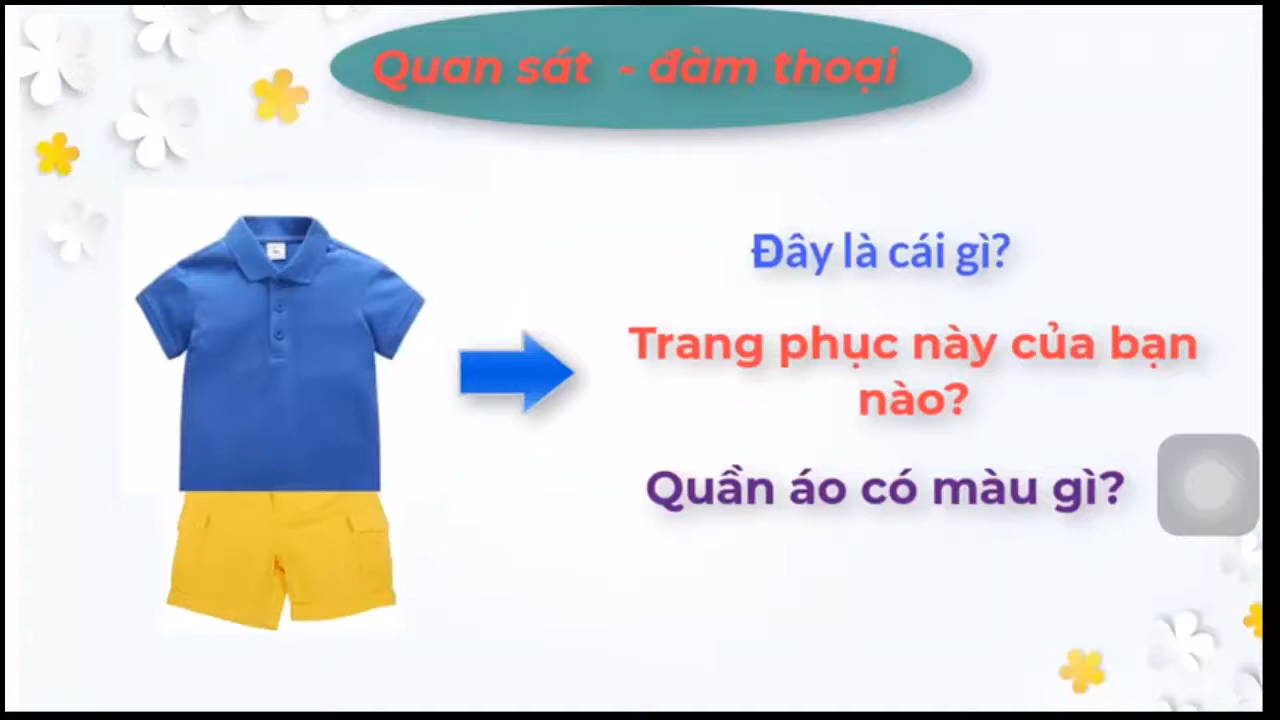 Quan sát - đàm thoại
Đây là cái gì?
Trang phục này của bạn
nào?
Quần áo có màu gì?